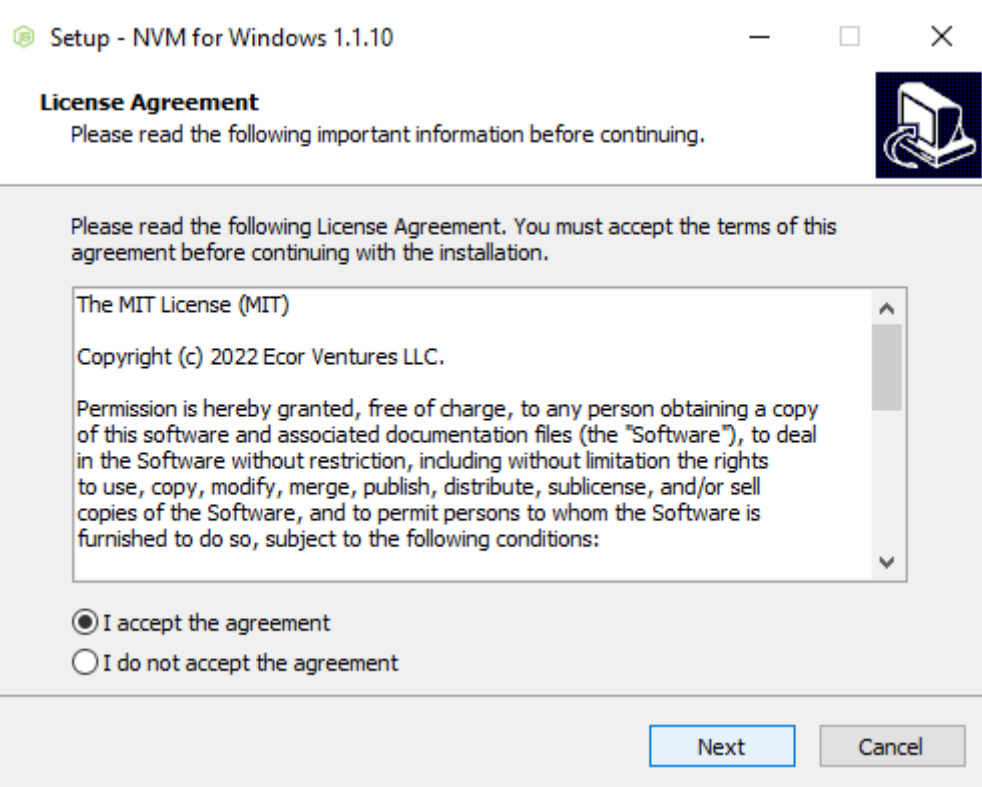 Setup - NVM for Windows 1.1.10
License Agreement
Please read the following important information before continuing.
Please read the following License Agreement. You must accept the terms of this
agreement before continuing with the installation.
The MIT License (MIT)
Copyright (c) 2022 Ecor Ventures LLC.
Permission is hereby granted, free of charge, to any person obtaining a copy
of this software and associated documentation files (the "Software"), to deal
in the Software without restriction, including without limitation the rights
to use, copy, modify, merge, publish, distribute, sublicense, and/or sell
copies of the Software, and to permit persons to whom the Software is
furnished to do so, subject to the following conditions:
I accept the agreement
I do not accept the agreement
Next
Cancel